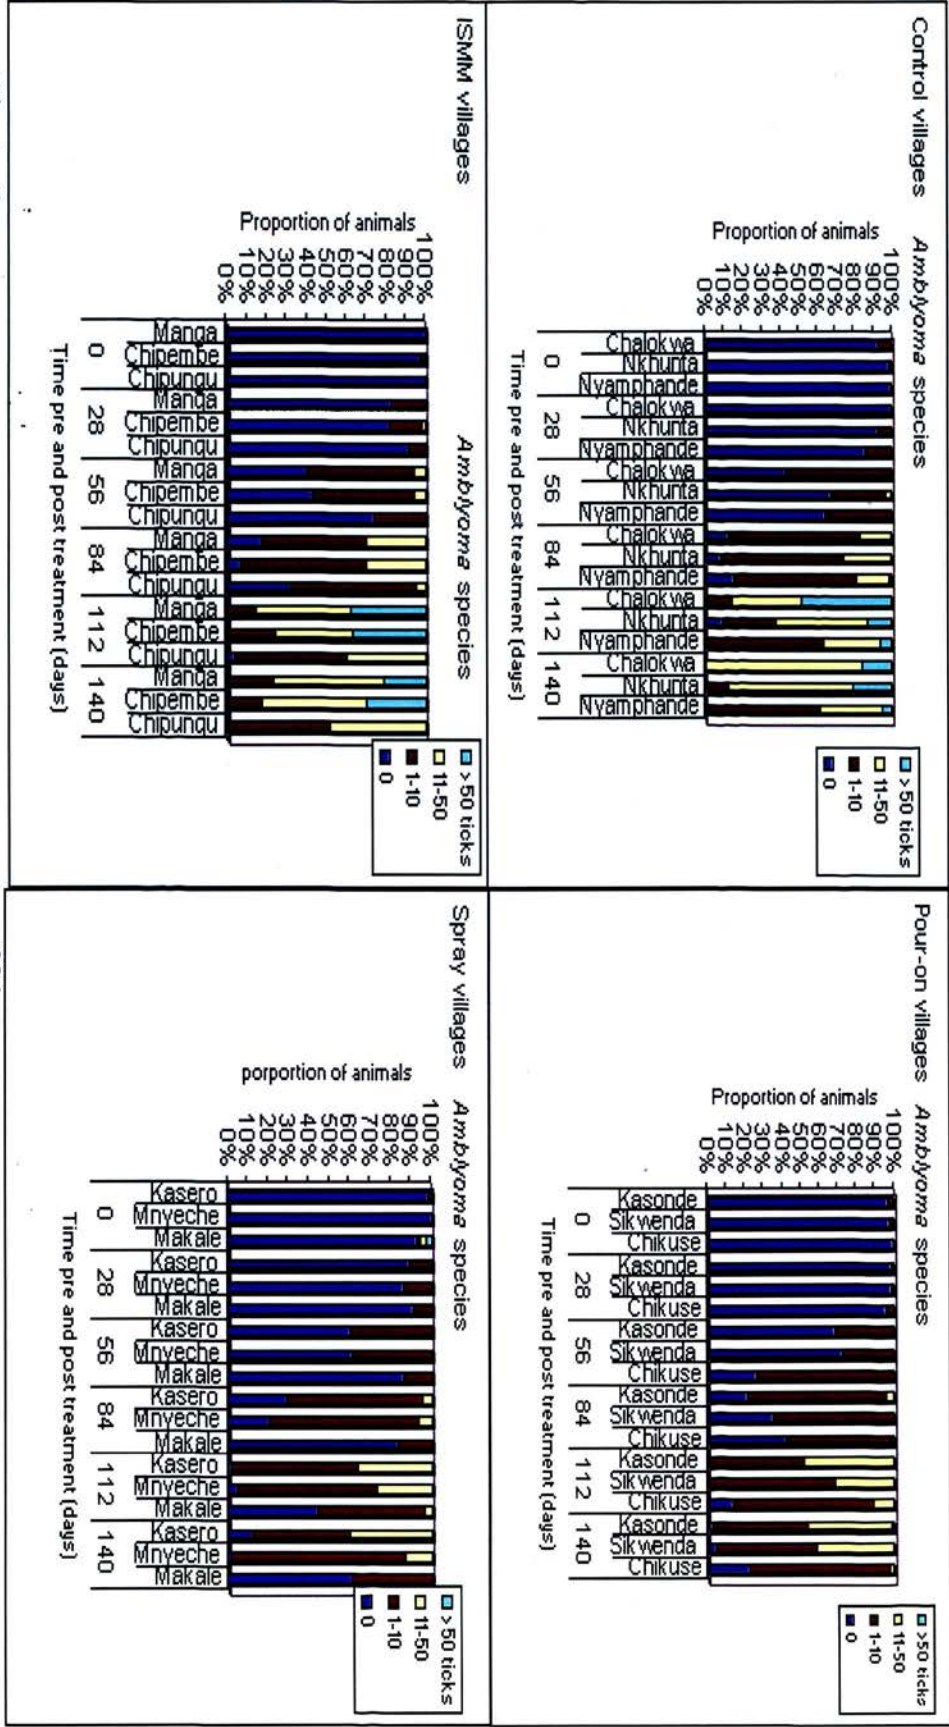 Control villages Amblyoma species
Proportion of animals
100%
90%
80%
70%
60%
50%
40%
30%
20%
10%
0%
Chalokwa
Nkhunta
Nyamphande
Chalokwa
Nkhunta
Nyamphande
Chalokwa
Nkhunta
Nyamphande
Chalokwa
Nkhunta
Nyamphande
Chalokwa
Nkhunta
Nyamphande
Chalokwa
Nkhunta
Nyamphande
0 28 56 84 112 140
Time pre and post treatment (days)
>50 ticks
11-50
1-10
0
Pour-on villages Amblyoma species
Proportion of animals
100%
90%
80%
70%
60%
50%
40%
30%
20%
10%
0%
Kasonde
Sikwenda
Chikuse
Kasonde
Sikwenda
Chikuse
Kasonde
Sikwenda
Chikuse
Kasonde
Sikwenda
Chikuse
Kasonde
Sikwenda
Chikuse
Kasonde
Sikwenda
Chikuse
0 28 56 84 112 140
Time pre and post treatment (days)
>50 ticks
11-50
1-10
0
ISMM villages Amblyoma species
Proportion of animals
100%
90%
80%
70%
60%
50%
40%
30%
20%
10%
0%
Manga
Chipembe
Chipungu
Manga
Chipembe
Chipungu
Manga
Chipembe
Chipungu
Manga
Chipembe
Chipungu
Manga
Chipembe
Chipungu
Manga
Chipembe
Chipungu
0 28 56 84 112 140
Time pre and post treatment (days)
>50 ticks
11-50
1-10
0
Spray villages Amblyoma species
porportion of animals
100%
90%
80%
70%
60%
50%
40%
30%
20%
10%
0%
Kasero
Mnyeche
Makale
Kasero
Mnyeche
Makale
Kasero
Mnyeche
Makale
Kasero
Mnyeche
Makale
Kasero
Mnyeche
Makale
Kasero
Mnyeche
Makale
0 28 56 84 112 140
Time pre and post treatment (days)
>50 ticks
11-50
1-10
0